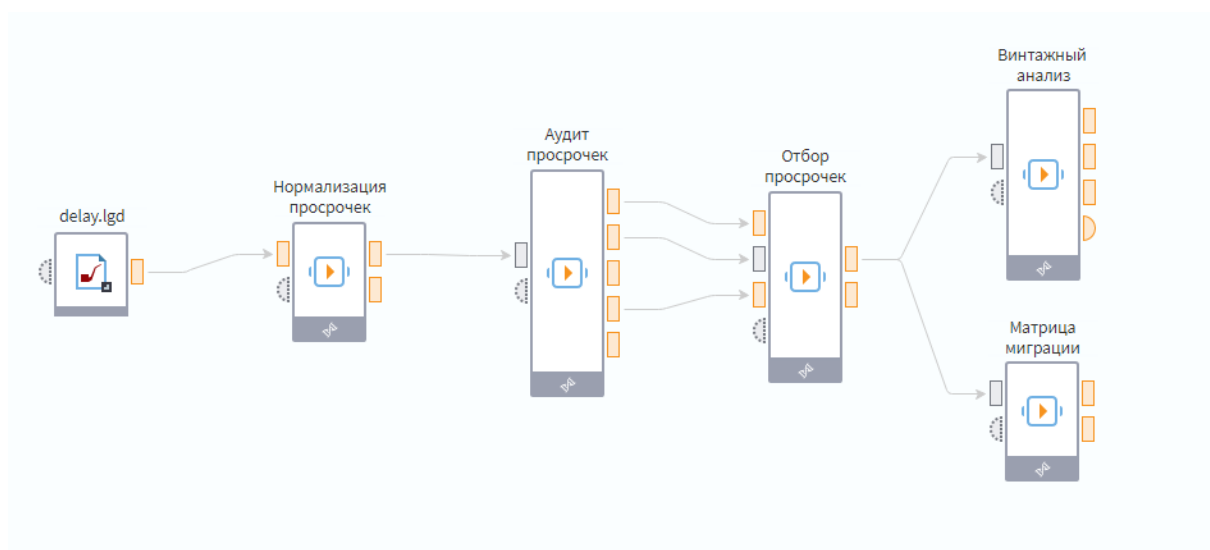 delay.lgd
Нормализация
просрочек
Аудит
просрочек
Отбор
просрочек
Винтажный
анализ
Матрица
миграции